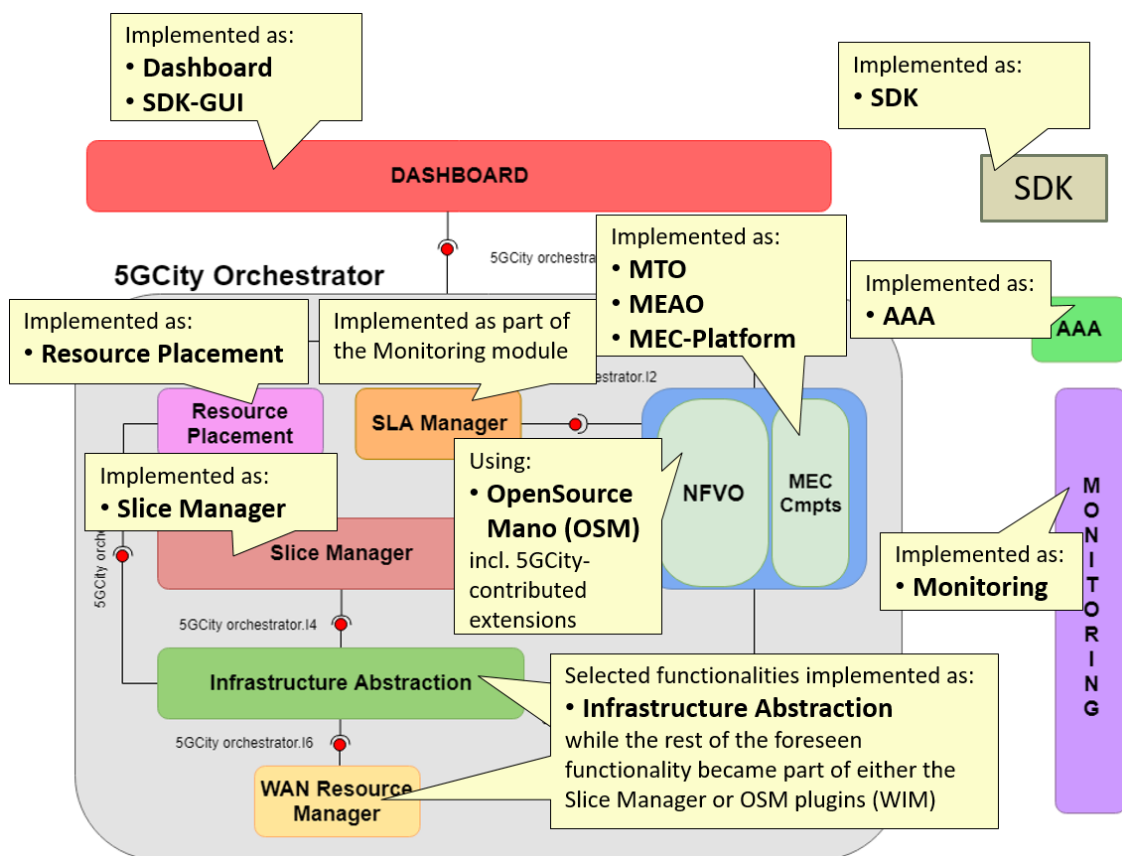 Implemented as:
• Dashboard
• SDK-GUI
Implemented as:
• SDK
DASHBOARD
SDK
5GCity orchestra
Implemented as:
• MTO
• MEAO
• MEC-Platform
5GCity Orchestrator
Implemented as:
• Resource Placement
Implemented as part of
the Monitoring module
Implemented as:
• AAA
AAA
hestrator.I2
Resource
Placement
SLA Manager
NFVO
MEC
Cmpts
Implemented as:
• Slice Manager
Using:
• OpenSource
Mano (OSM)
incl. 5GCity-
contributed
extensions
Slice Manager
5GCity orche
Implemented as:
• Monitoring
MONITORING
5GCity orchestrator.I4
Infrastructure Abstraction
Selected functionalities implemented as:
• Infrastructure Abstraction
while the rest of the foreseen
functionality became part of either the
Slice Manager or OSM plugins (WIM)
5GCity orchestrator.I6
WAN Resource
Manager